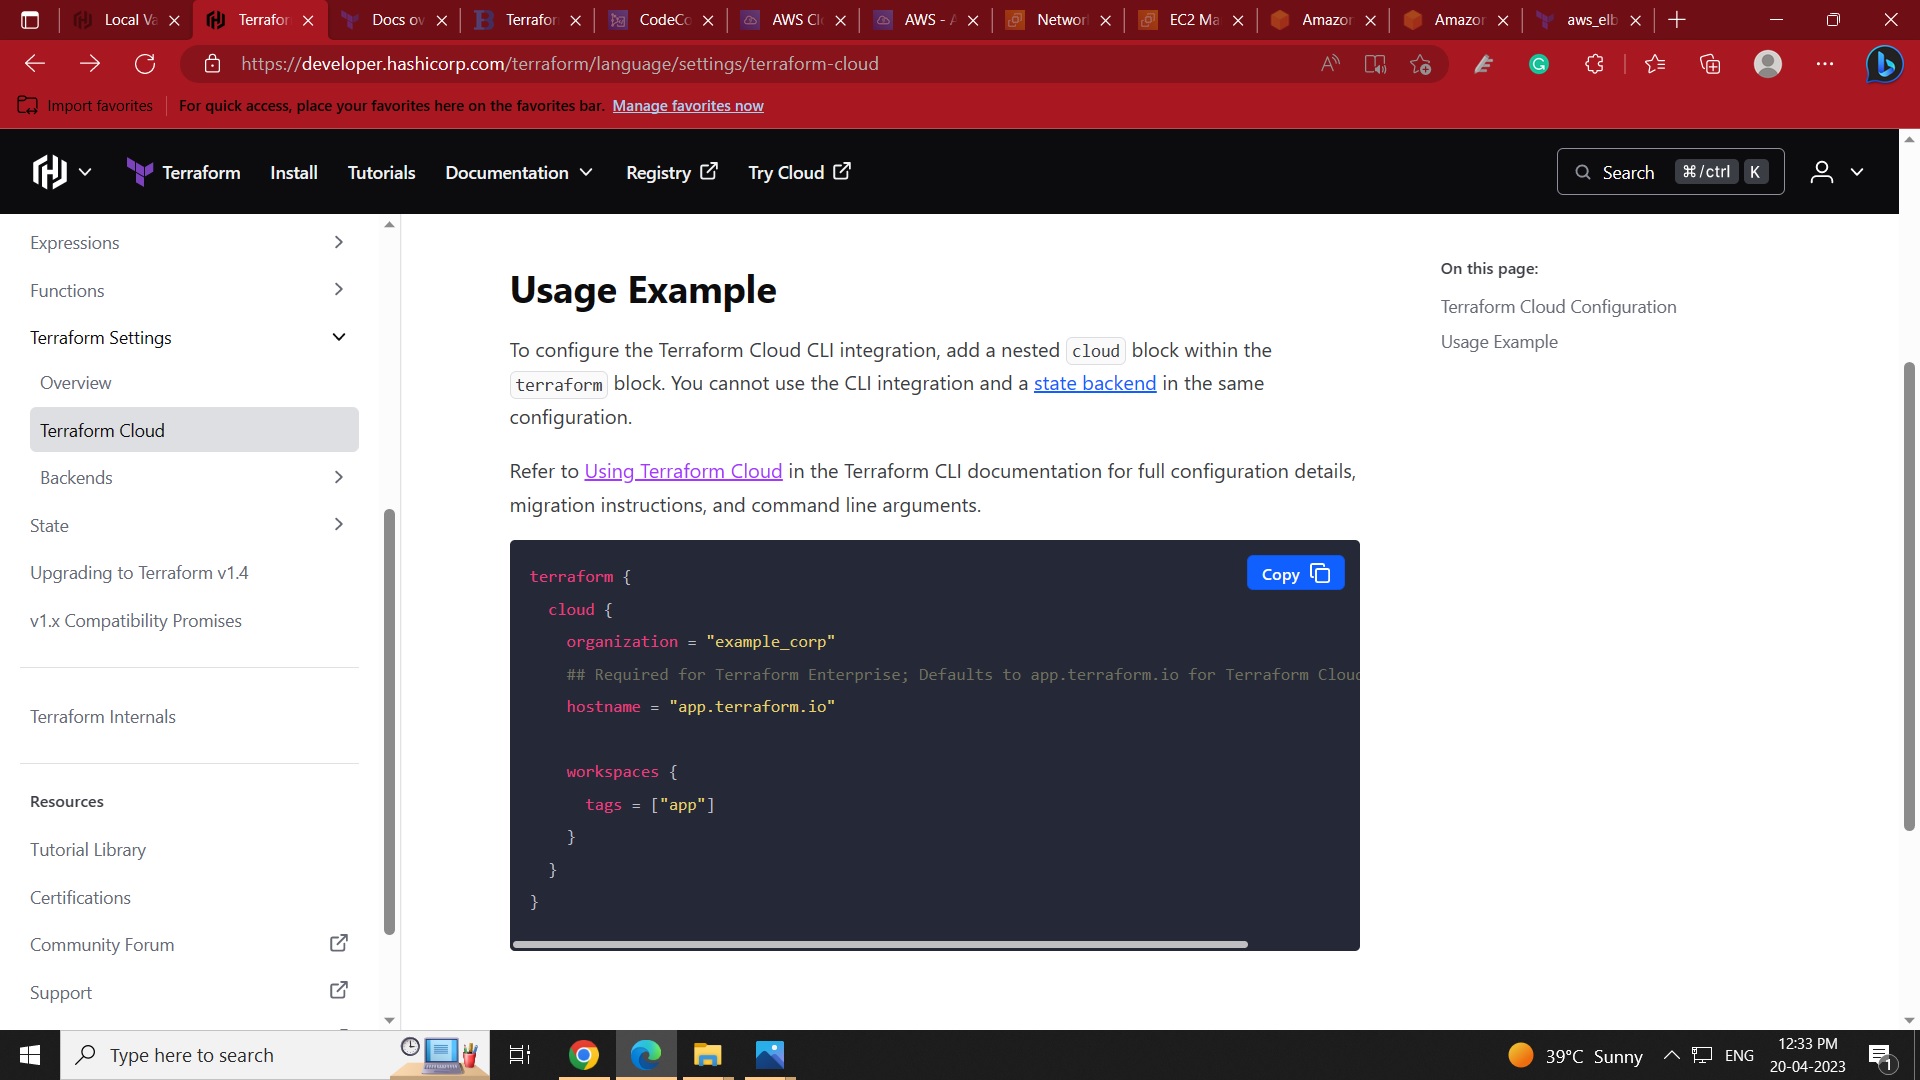 Local Va
Terrafor
Docs ov
Terrafor
CodeCo
AWS Cl
AWS - A
Networ
EC2 Ma
Amazor
Amazor
aws_elb
https://developer.hashicorp.com/terraform/language/settings/terraform-cloud
Import favorites
For quick access, place your favorites here on the favorites bar. Manage favorites now
Terraform
Install
Tutorials
Documentation
Registry
Try Cloud
Search ⌘/ctrl K
Expressions
Functions
Terraform Settings
Overview
Terraform Cloud
Backends
State
Upgrading to Terraform v1.4
v1.x Compatibility Promises
Terraform Internals
Resources
Tutorial Library
Certifications
Community Forum
Support
Usage Example
To configure the Terraform Cloud CLI integration, add a nested cloud block within the
terraform block. You cannot use the CLI integration and a state backend in the same
configuration.
Refer to Using Terraform Cloud in the Terraform CLI documentation for full configuration details,
migration instructions, and command line arguments.
Copy
terraform {
cloud {
organization = "example_corp"
## Required for Terraform Enterprise; Defaults to app.terraform.io for Terraform Clou
hostname = "app.terraform.io"
workspaces {
tags = ["app"]
}
}
}
On this page:
Terraform Cloud Configuration
Usage Example
Type here to search
39°C Sunny
ENG
12:33 PM
20-04-2023
1